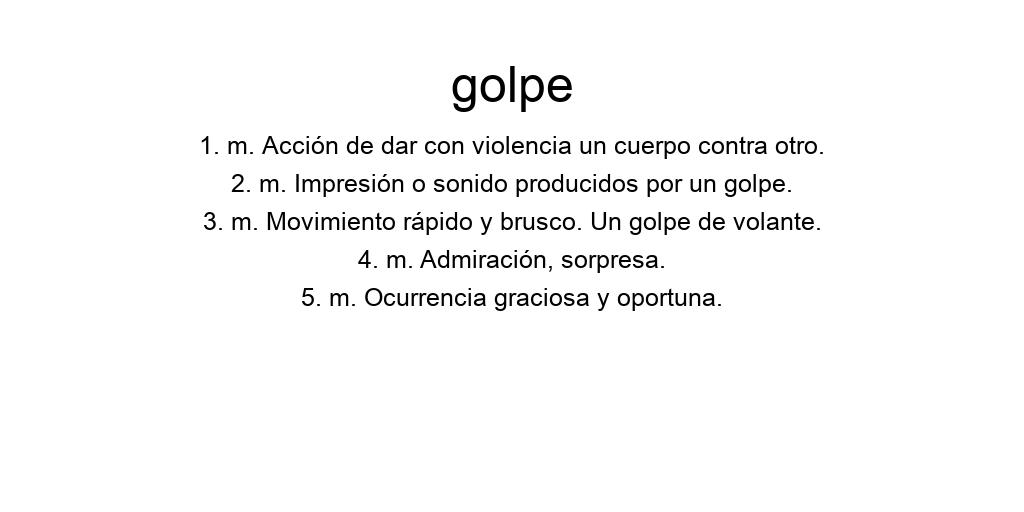 golpe
1. m. Acción de dar con violencia un cuerpo contra otro.
2. m. Impresión o sonido producidos por un golpe.
3. m. Movimiento rápido y brusco. Un golpe de volante.
4. m. Admiración, sorpresa.
5. m. Ocurrencia graciosa y oportuna.